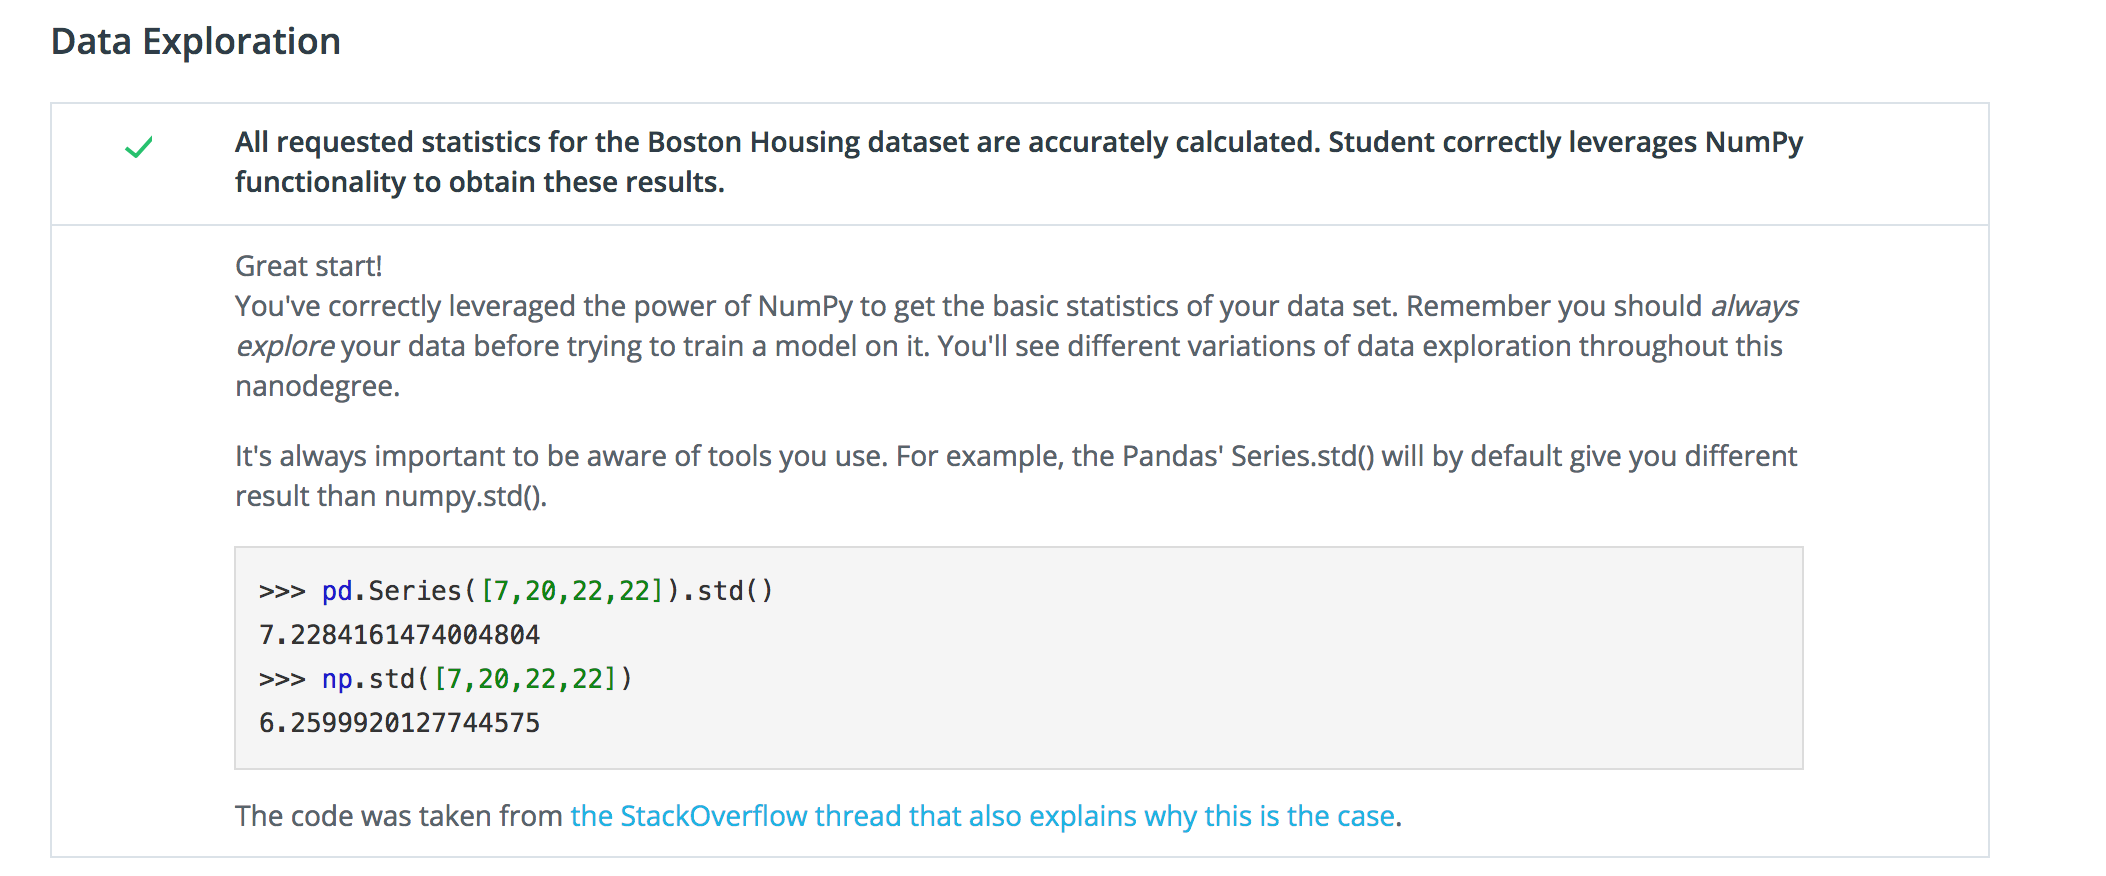 Data Exploration
All requested statistics for the Boston Housing dataset are accurately calculated. Student correctly leverages NumPy
functionality to obtain these results.
Great start!
You've correctly leveraged the power of NumPy to get the basic statistics of your data set. Remember you should always
explore your data before trying to train a model on it. You'll see different variations of data exploration throughout this
nanodegree.
It's always important to be aware of tools you use. For example, the Pandas' Series.std() will by default give you different
result than numpy.std().
>>> pd.Series([7,20,22,22]).std()
7.2284161474004804
>>> np.std([7,20,22,22])
6.2599920127744575
The code was taken from the StackOverflow thread that also explains why this is the case.